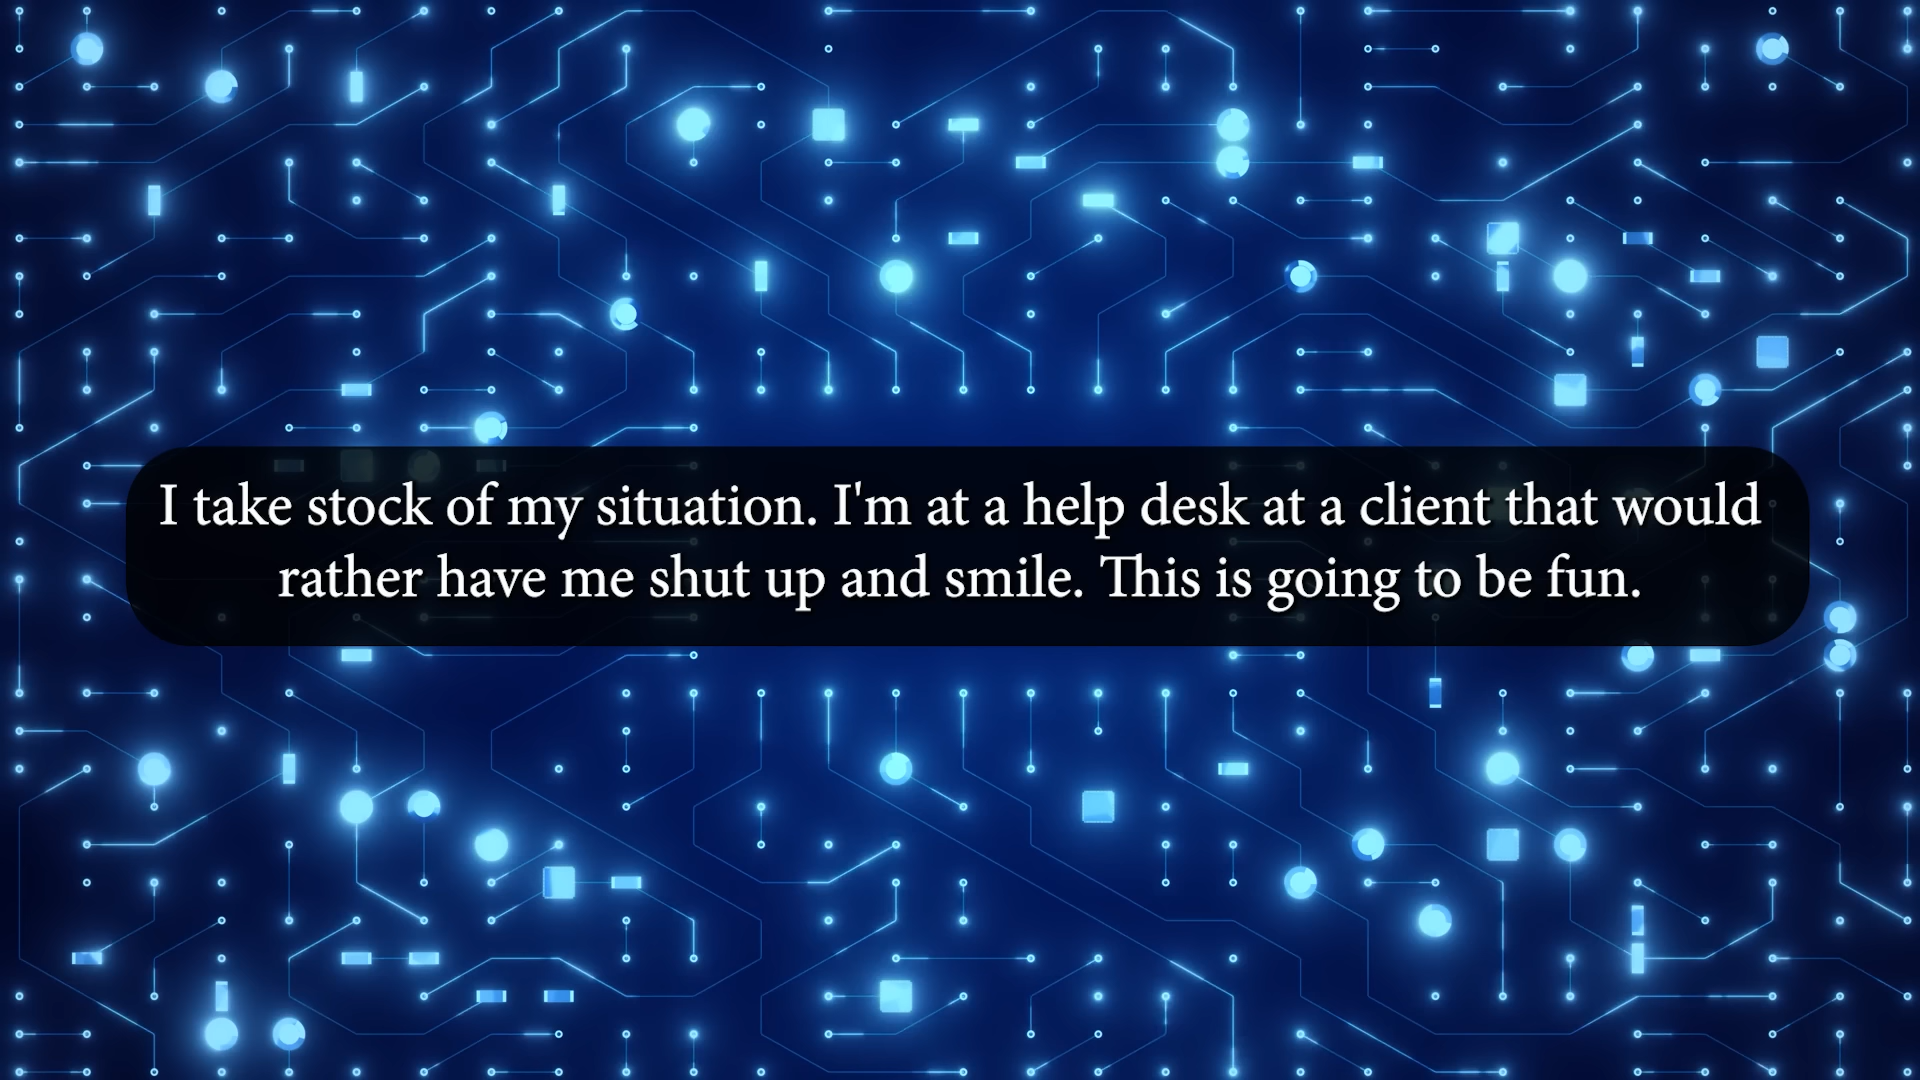 I take stock of my situation. I'm at a help desk at a client that would
rather have me shut up and smile. This is going to be fun.